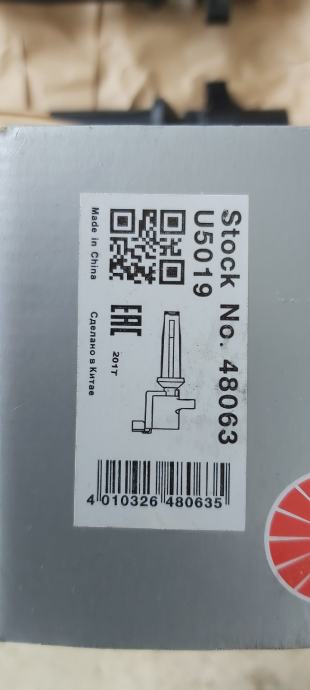 Stock No. 48063
U5019
Made in China
EAC
201T
Сделано в Китае
4 010326 480635